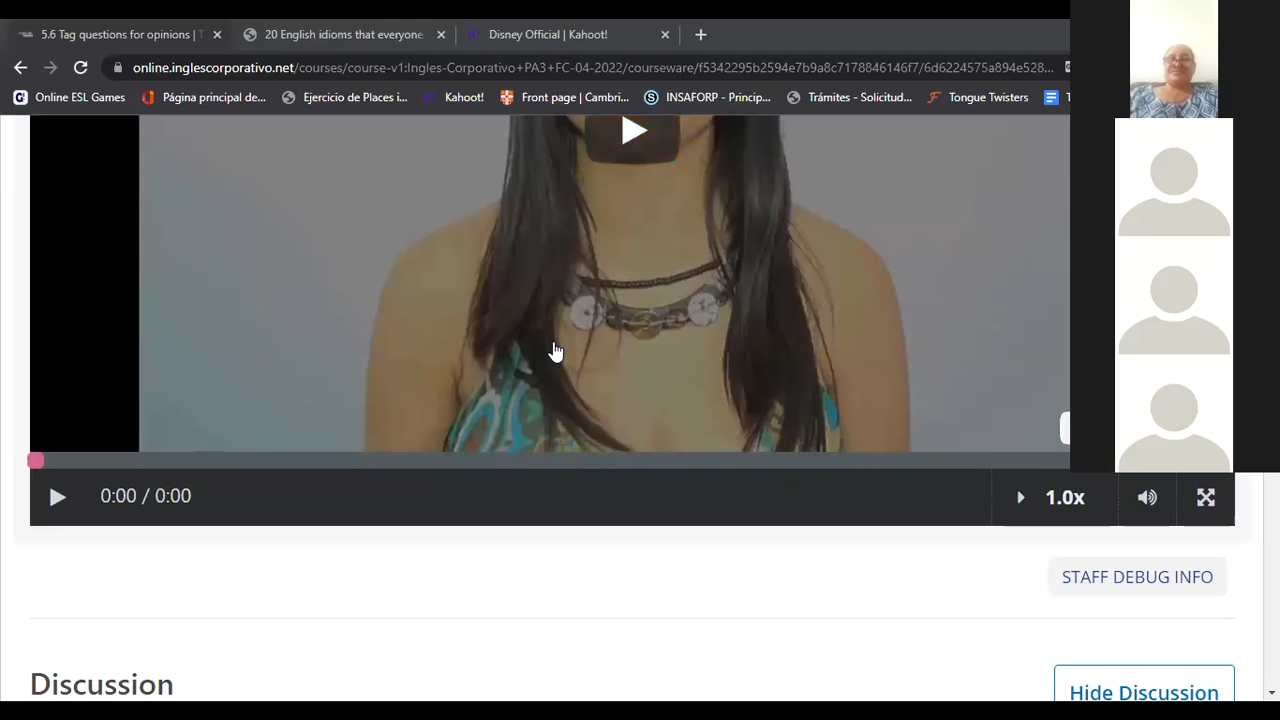 5.6 Tag questions for opinions | T
20 English idioms that everyone
Disney Official | Kahoot!
online.inglescorporativo.net/courses/course-v1:Ingles-Corporativo+PA3+FC-04-2022/courseware/f5342295b2594e7b9a8c7178846146f7/6d6224575a894e528...
Online ESL Games
Página principal de...
Ejercicio de Places i...
Kahoot!
Front page | Cambri...
INSAFORP - Princip...
Trámites - Solicitud...
Tongue Twisters
T
0:00 / 0:00
1.0x
STAFF DEBUG INFO
Discussion
Hide Discussion